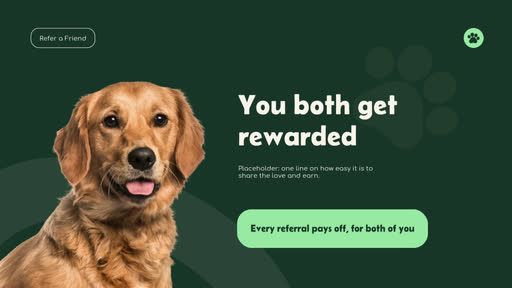 Refer a Friend
You both get
rewarded
Placeholder: one line on how easy it is to
share the love and earn.
Every referral pays off, for both of you